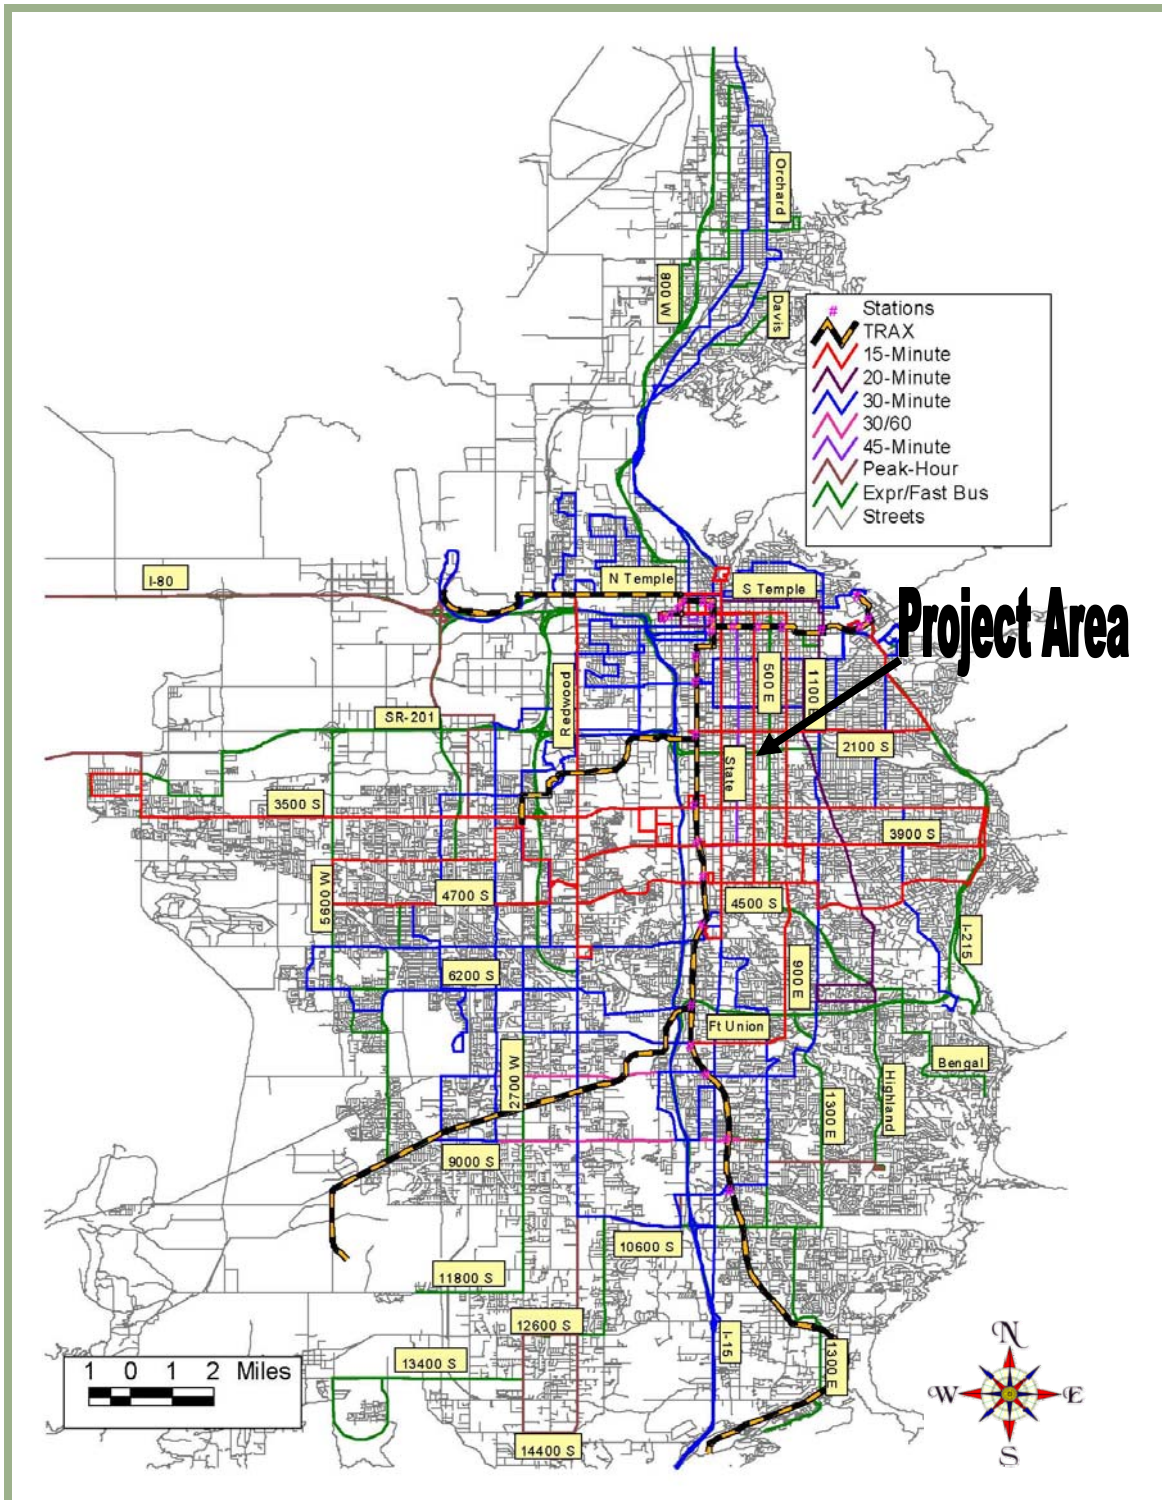 Orchard
800 W
Davis
#
Stations
TRAX
15-Minute
20-Minute
30-Minute
30/60
45-Minute
Peak-Hour
Expr/Fast Bus
Streets
I-80
N Temple
S Temple
Project Area
Redwood
500 E
1100 E
SR-201
2100 S
State
3500 S
3900 S
5600 W
4700 S
4500 S
I-215
6200 S
900 E
Ft Union
Bengal
2700 W
Highland
1300 E
9000 S
10600 S
11800 S
12600 S
I-15
1300 E
13400 S
14400 S
1 0 1 2 Miles
N
W E
S